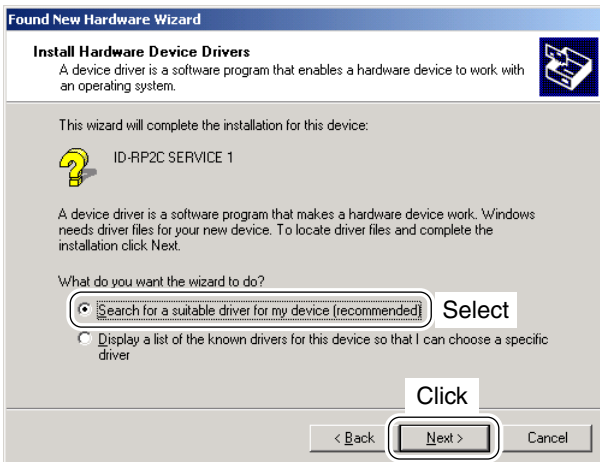 Found New Hardware Wizard
Install Hardware Device Drivers
A device driver is a software program that enables a hardware device to work with
an operating system.
This wizard will complete the installation for this device:
ID-RP2C SERVICE 1
A device driver is a software program that makes a hardware device work. Windows
needs driver files for your new device. To locate driver files and complete the
installation click Next.
What do you want the wizard to do?
Search for a suitable driver for my device (recommended)
Select
Display a list of the known drivers for this device so that I can choose a specific
driver
Click
< Back
Next >
Cancel